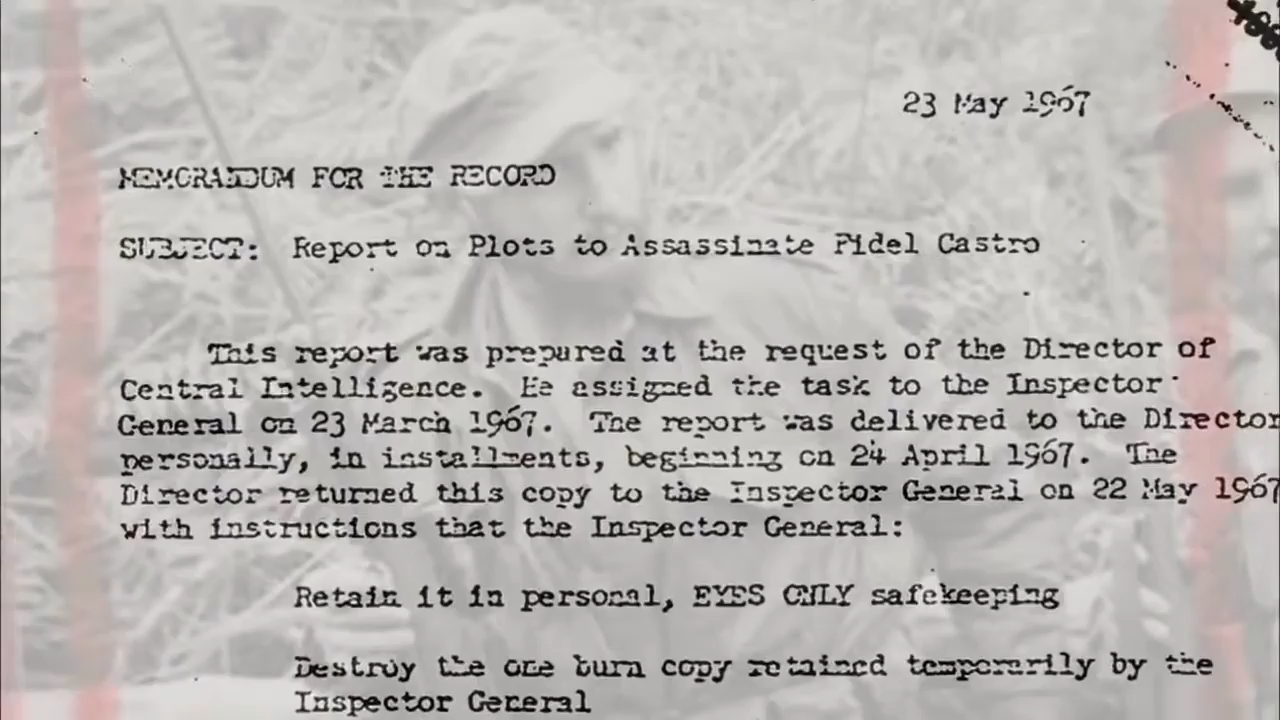 23 May 1967
MEMORANDUM FOR THE RECORD
SUBJECT: Report on Plots to Assassinate Fidel Castro
This report was prepared at the request of the Director of
Central Intelligence. He assigned the task to the Inspector
General on 23 March 1967. The report was delivered to the Director
personally, in installments, beginning on 24 April 1967. The
Director returned this copy to the Inspector General on 22 May 1967
with instructions that the Inspector General:
Retain it in personal, EYES ONLY safekeeping
Destroy the one burn copy retained temporarily by the
Inspector General